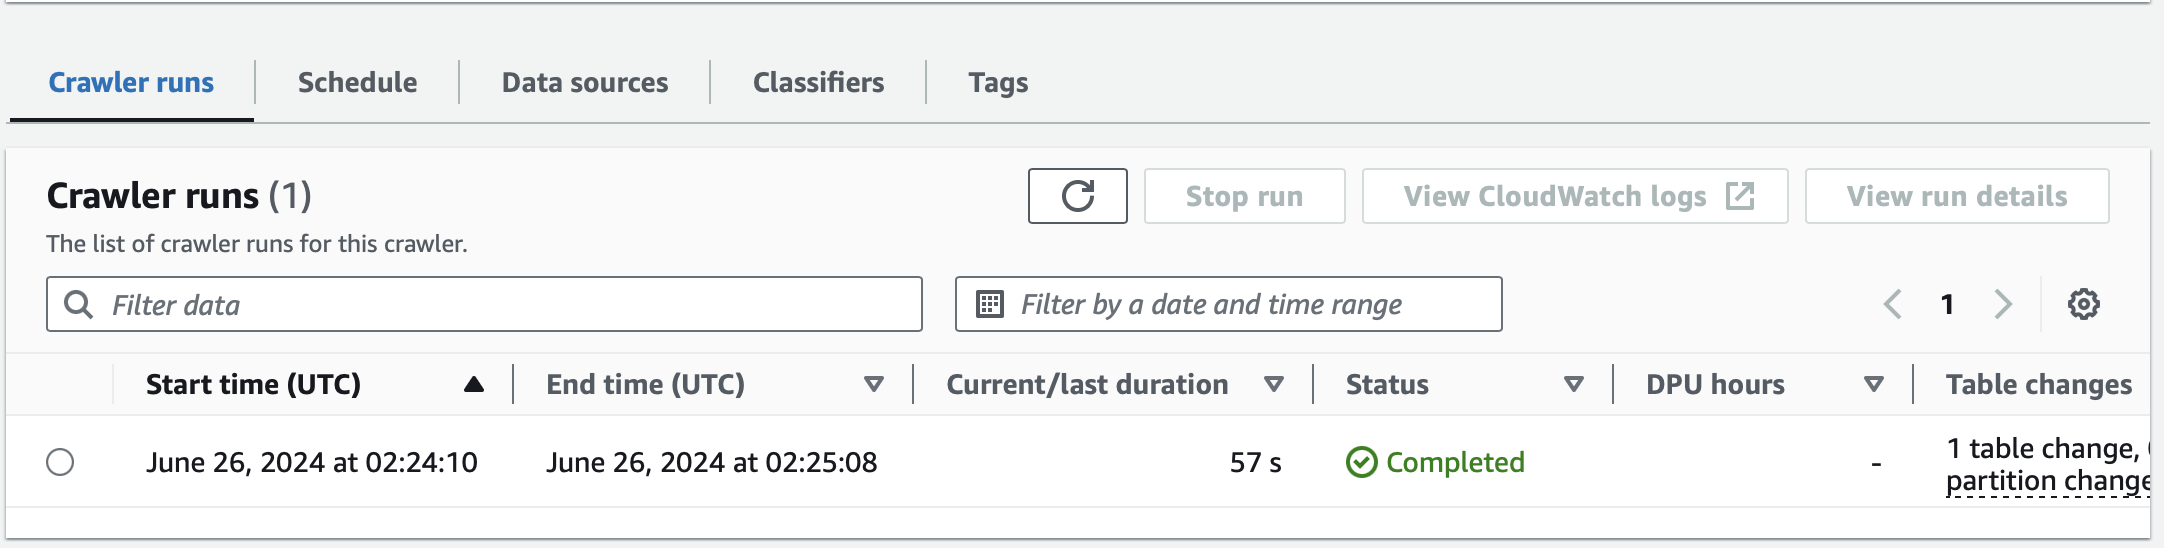 Crawler runs
Schedule
Data sources
Classifiers
Tags
Crawler runs (1)
Stop run
View CloudWatch logs
View run details
The list of crawler runs for this crawler.
Filter data
Filter by a date and time range
1
Start time (UTC)
End time (UTC)
Current/last duration
Status
DPU hours
Table changes
June 26, 2024 at 02:24:10
June 26, 2024 at 02:25:08
57 s
Completed
-
1 table change,
partition change